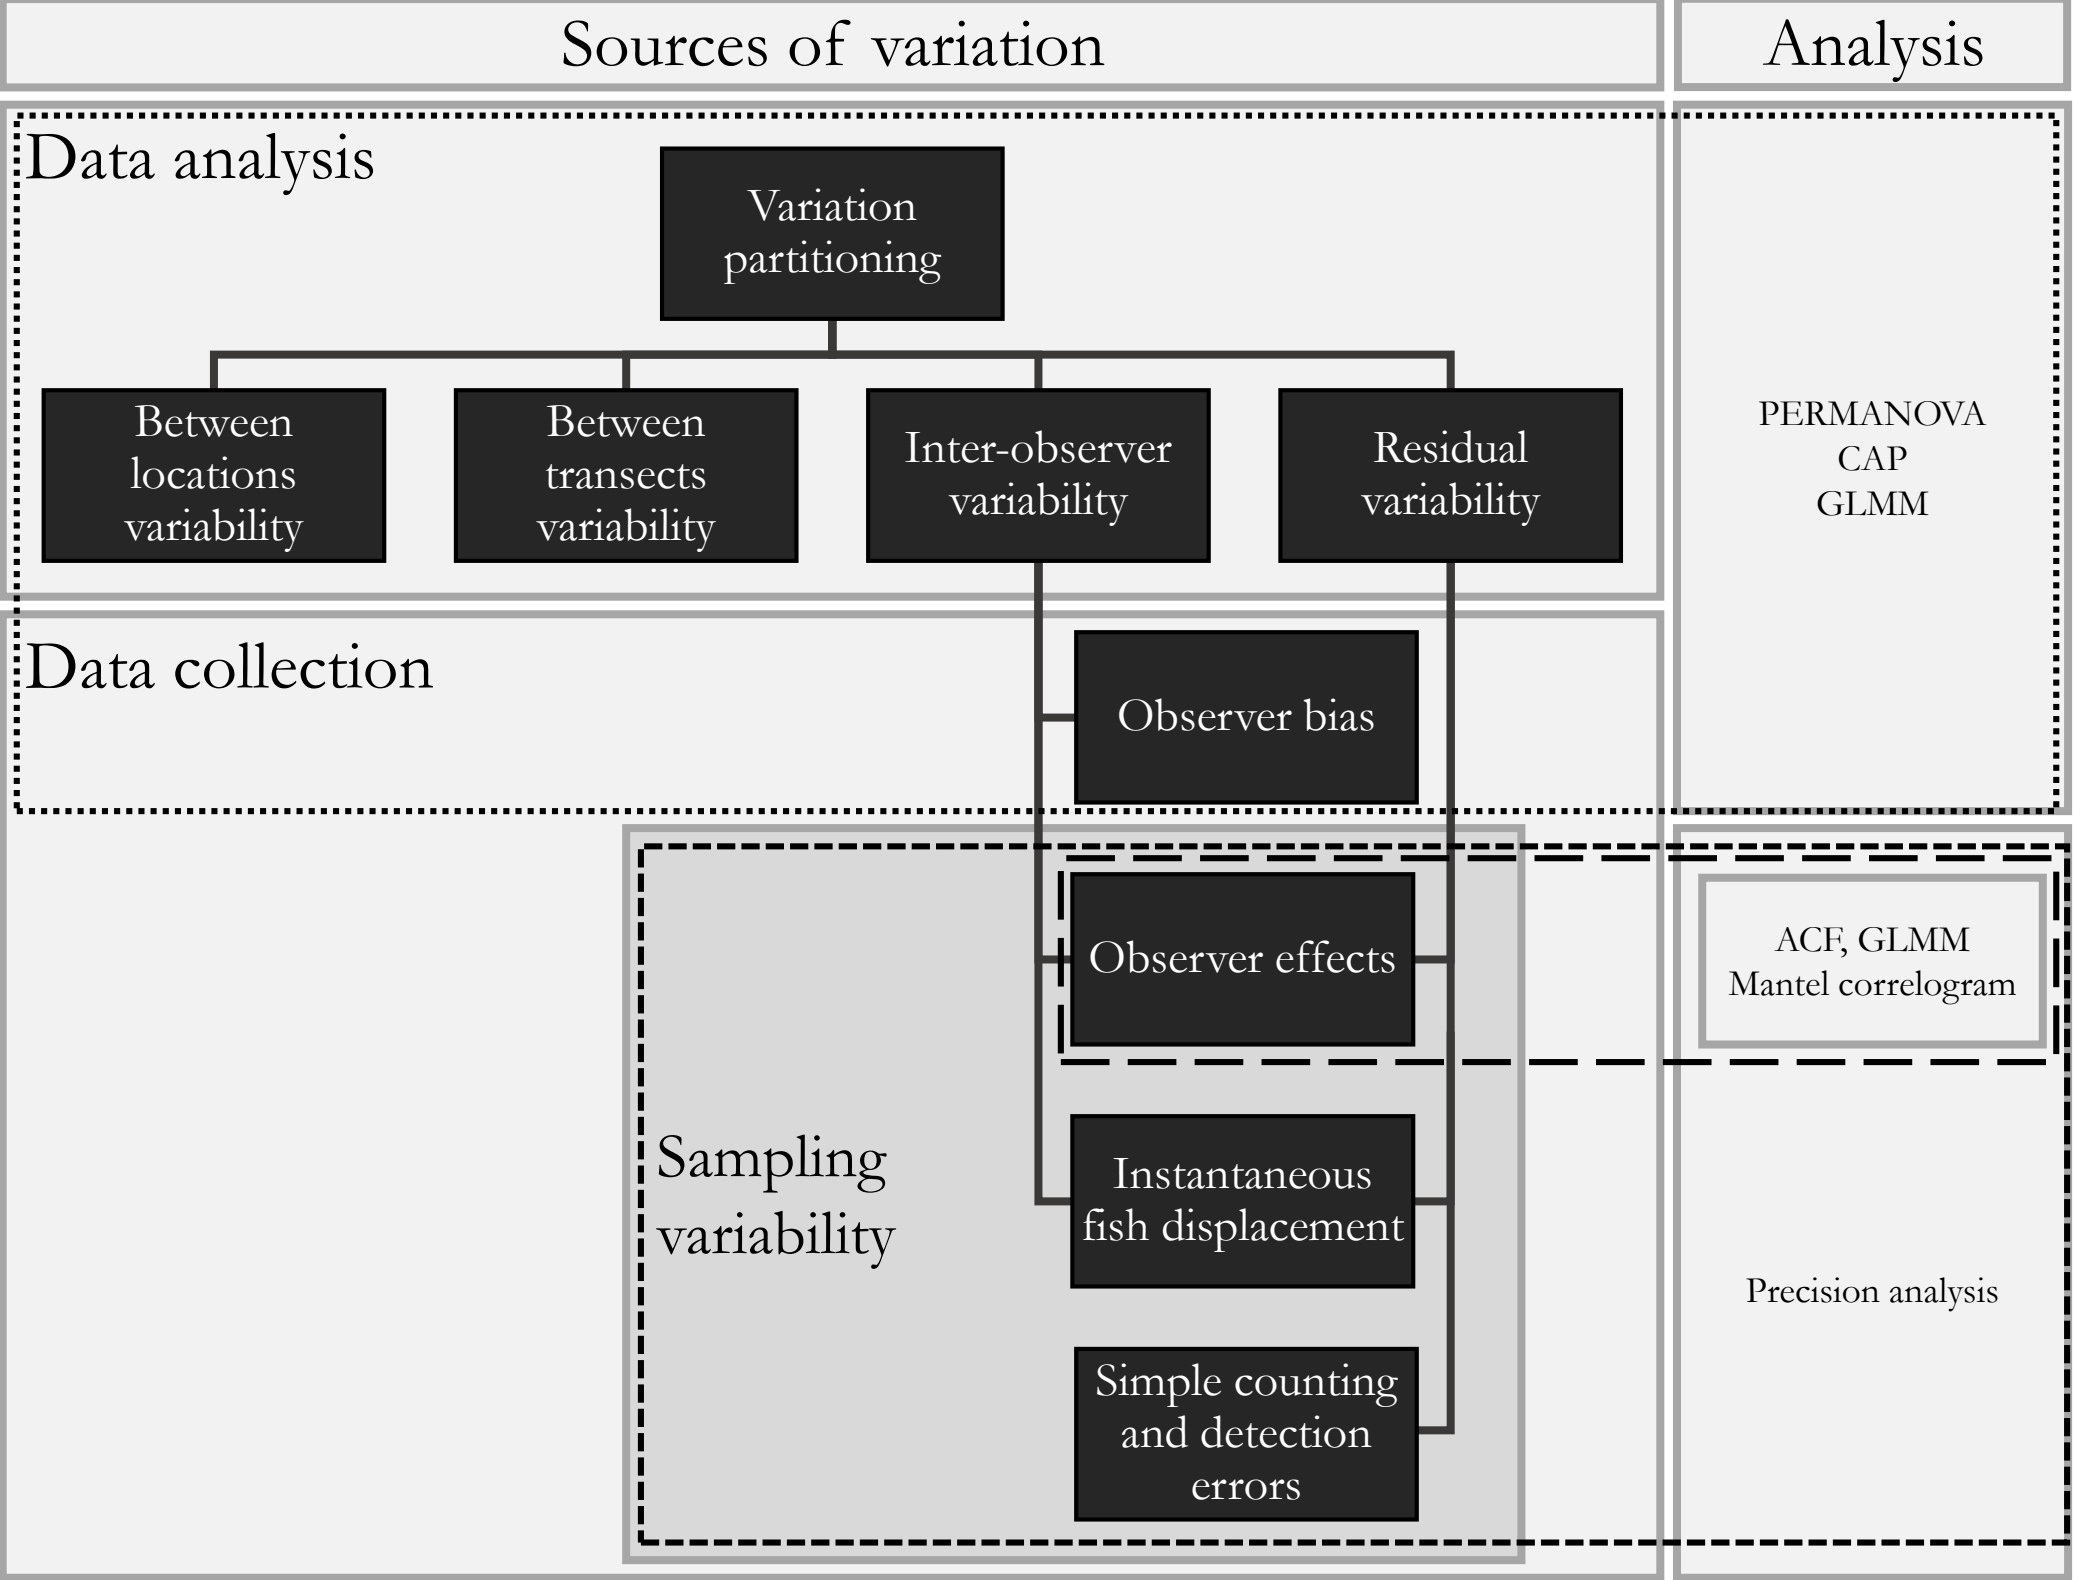 Sources of variation
Analysis
Data analysis
Variation
partitioning
Between
locations
variability
Between
transects
variability
Inter-observer
variability
Residual
variability
PERMANOVA
CAP
GLMM
Data collection
Observer bias
Observer effects
ACF, GLMM
Mantel correlogram
Sampling
variability
Instantaneous
fish displacement
Precision analysis
Simple counting
and detection
errors